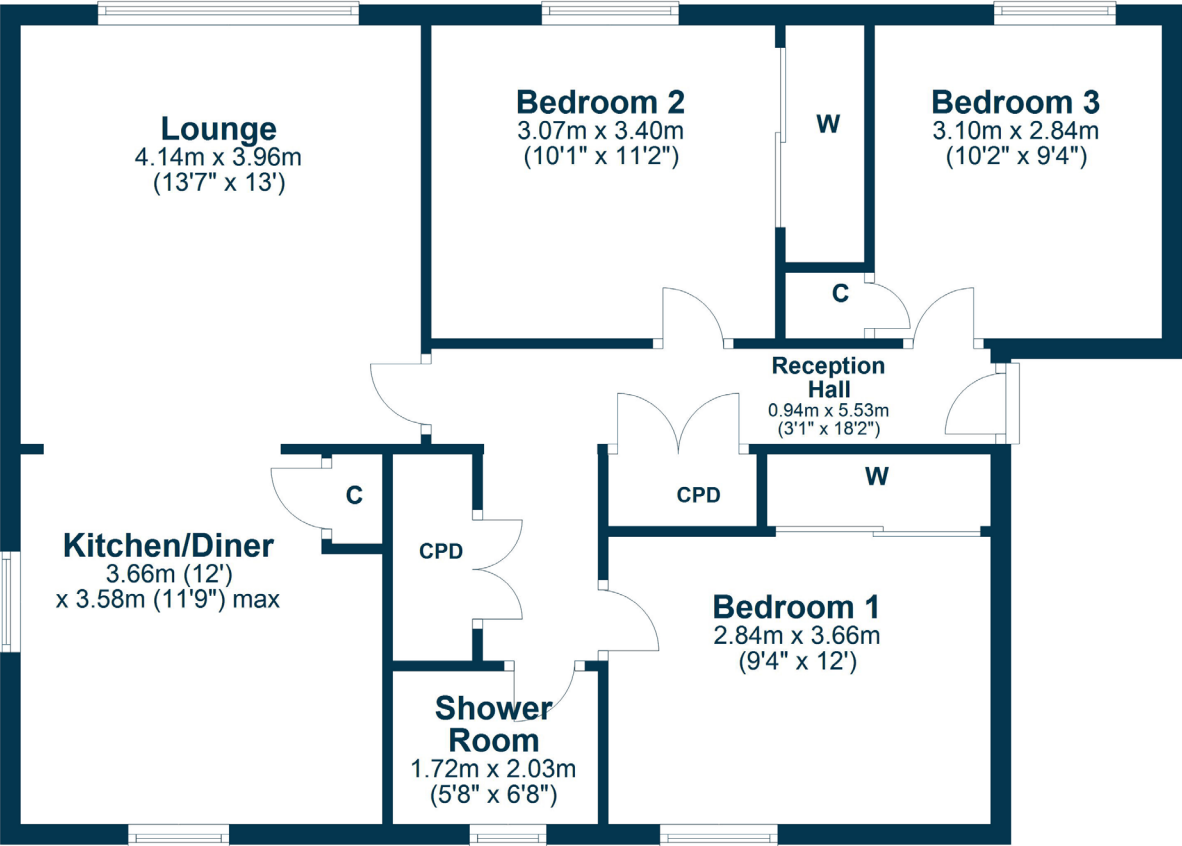 Lounge
4.14m x 3.96m
(13'7" x 13')
Bedroom 2
3.07m x 3.40m
(10'1" x 11'2")
W
Bedroom 3
3.10m x 2.84m
(10'2" x 9'4")
C
Reception
Hall
0.94m x 5.53m
(3'1" x 18'2")
C
CPD
CPD
W
Kitchen/Diner
3.66m (12')
x 3.58m (11'9") max
Bedroom 1
2.84m x 3.66m
(9'4" x 12')
Shower
Room
1.72m x 2.03m
(5'8" x 6'8")